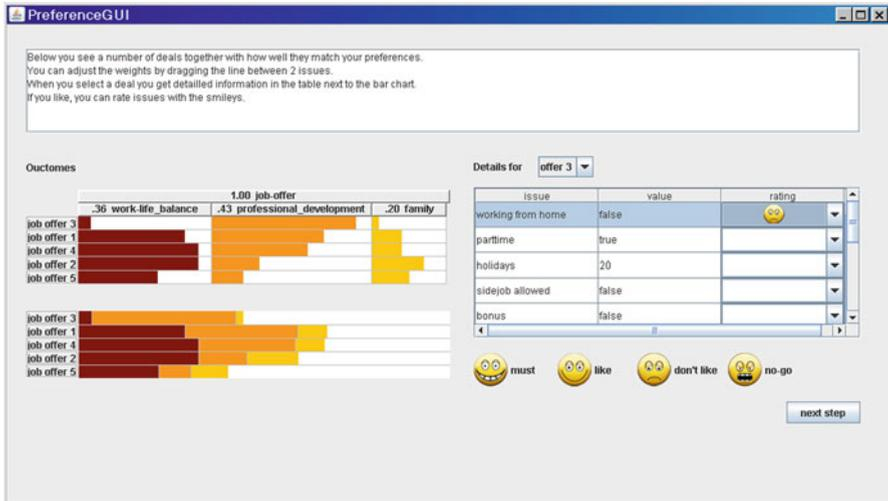 PreferenceGUI
Below you see a number of deals together with how well they match your preferences.
You can adjust the weights by dragging the line between 2 issues.
When you select a deal you get detailled information in the table next to the bar chart.
If you like, you can rate issues with the smileys.
Ouctomes
1.00 job-offer
.36 work-life_balance .43 professional_development .20 family
job offer 3
job offer 1
job offer 4
job offer 2
job offer 5
job offer 3
job offer 1
job offer 4
job offer 2
job offer 5
Details for offer 3
issue value rating
working from home false
parttime true
holidays 20
sidejob allowed false
bonus false
must like don't like no-go
next step